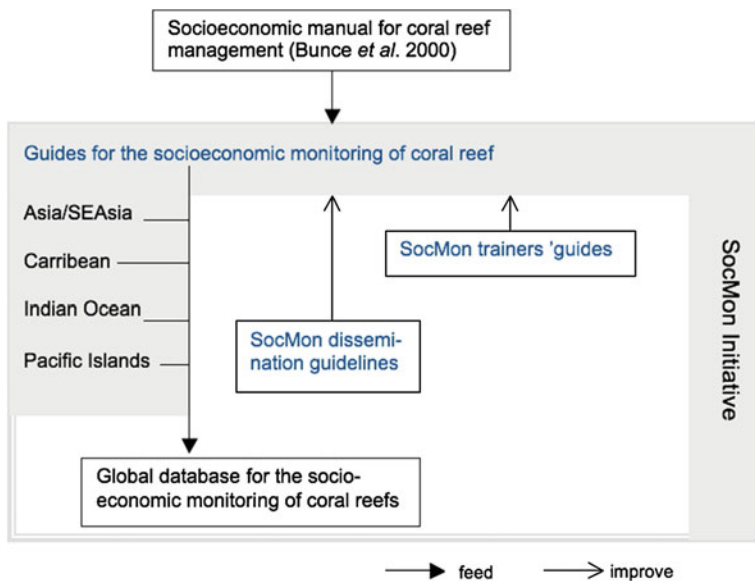 Socioeconomic manual for coral reef
management (Bunce et al. 2000)
Guides for the socioeconomic monitoring of coral reef
Asia/SEAsia
Carribean
Indian Ocean
Pacific Islands
SocMon trainers 'guides
SocMon dissemi-
nation guidelines
SocMon Initiative
Global database for the socio-
economic monitoring of coral reefs
feed
improve